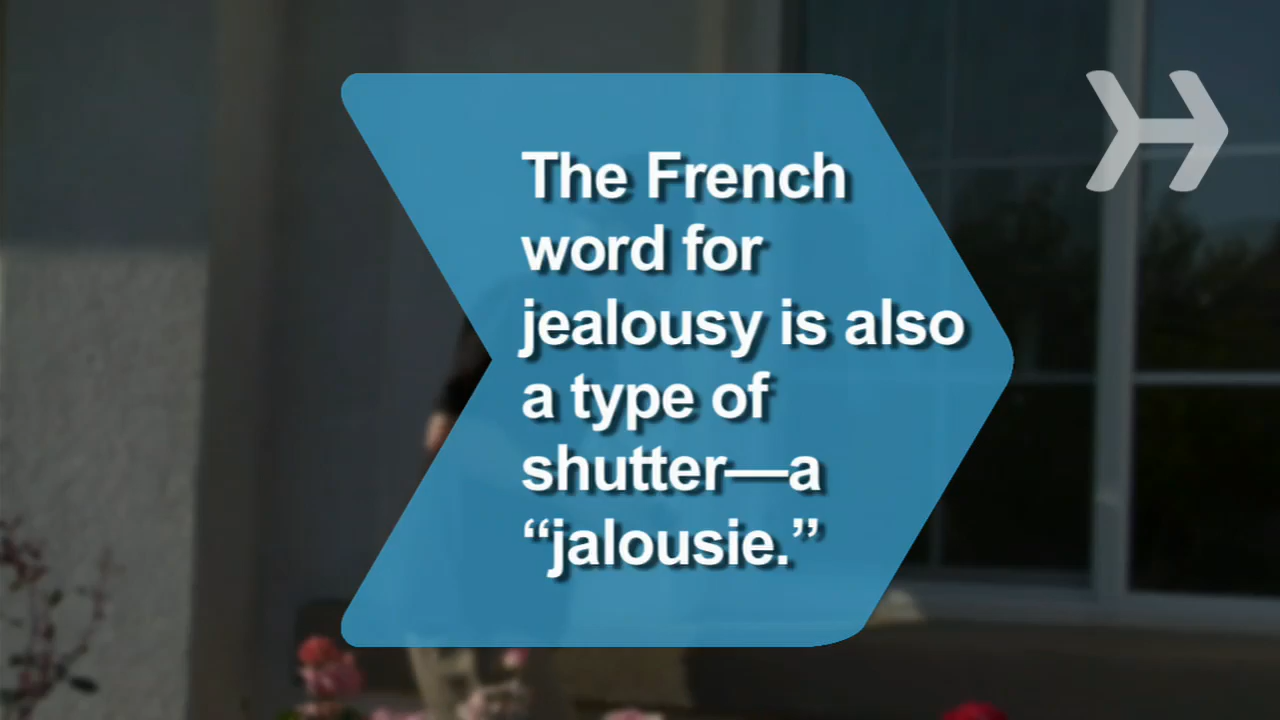 The French
word for
jealousy is also
a type of
shutter—a
“jalousie.”